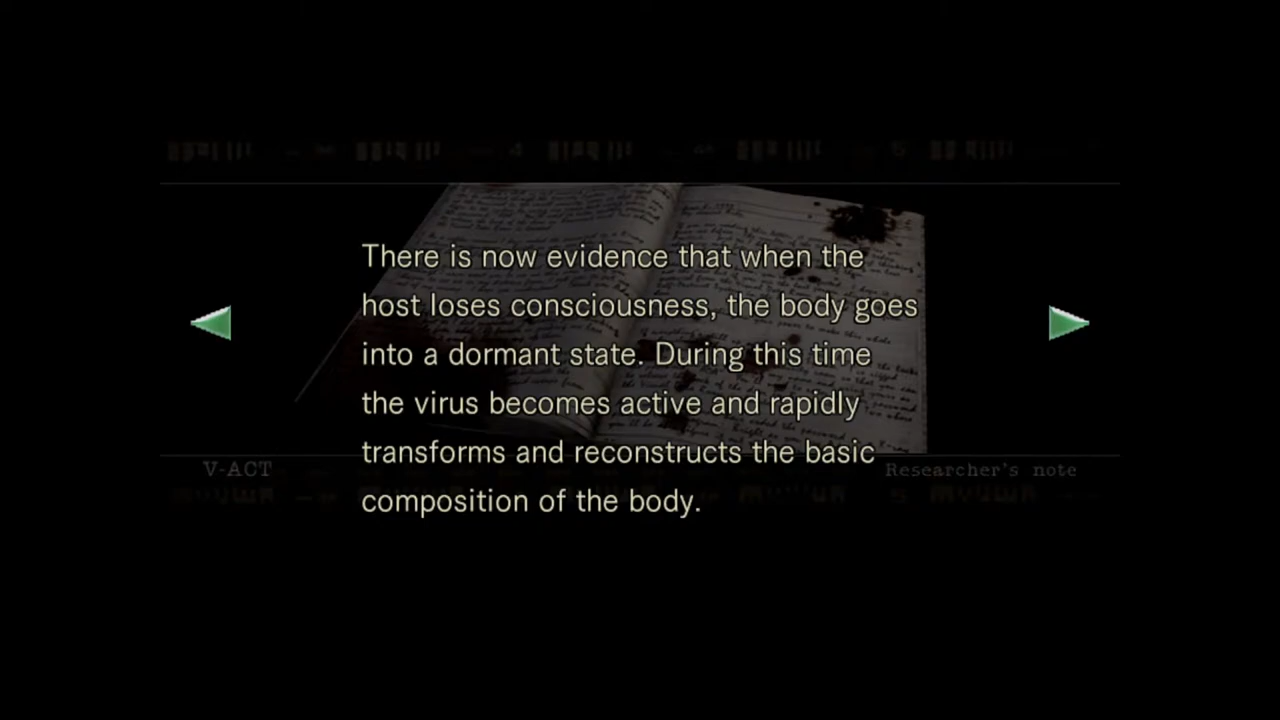 There is now evidence that when the
host loses consciousness, the body goes
into a dormant state. During this time
the virus becomes active and rapidly
transforms and reconstructs the basic
composition of the body.
V-ACT
Researcher's note